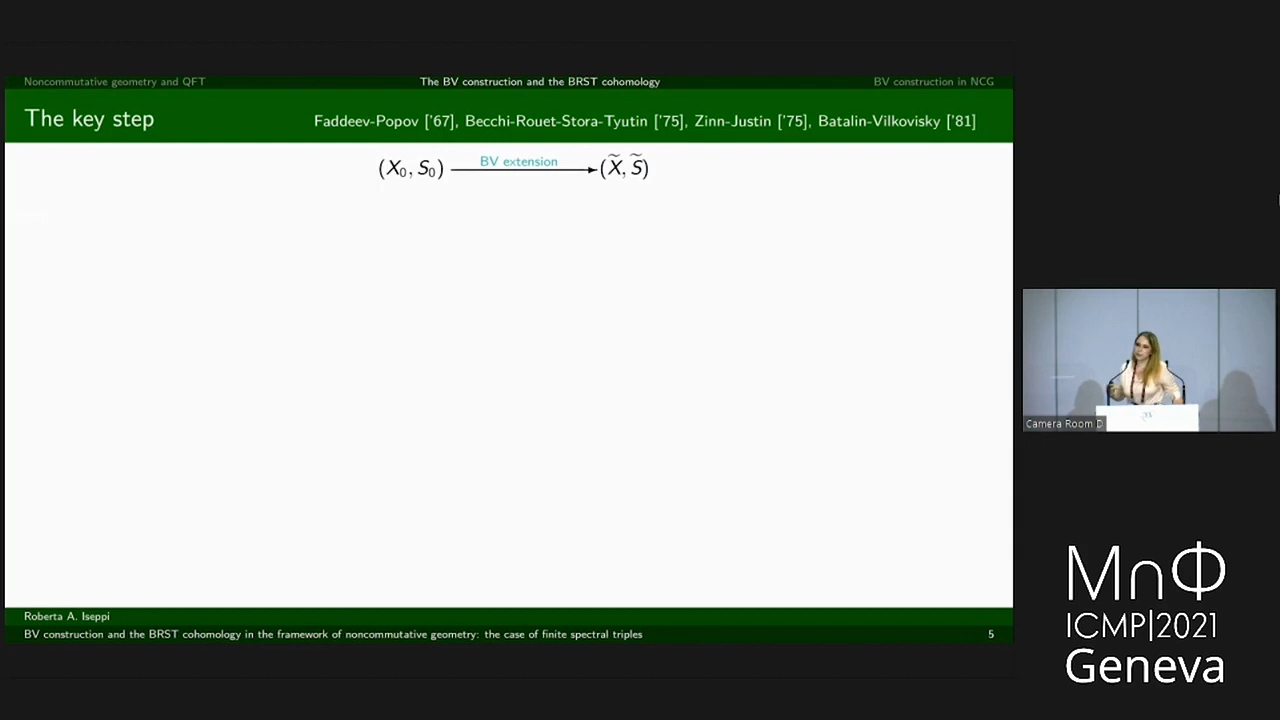 Noncommutative geometry and QFT The BV construction and the BRST cohomology BV construction in NCG
The key step Faddeev-Popov ['67], Becchi-Rouet-Stora-Tyutin ['75], Zinn-Justin ['75], Batalin-Vilkovisky ['81]
(X₀, S₀) BV extension (X̃, S̃)
Camera Room D
M∩Φ
ICMP|2021
Geneva
Roberta A. Iseppi
BV construction and the BRST cohomology in the framework of noncommutative geometry: the case of finite spectral triples 5